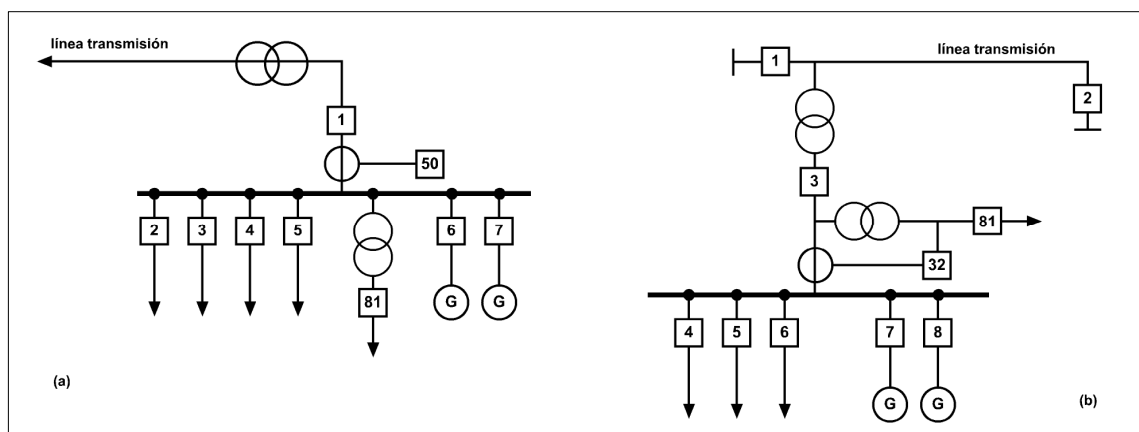 línea transmisión
1
50
2 3 4 5 6 7
81
G G
(a)
línea transmisión
1
2
3
81
32
4 5 6 7 8
G G
(b)